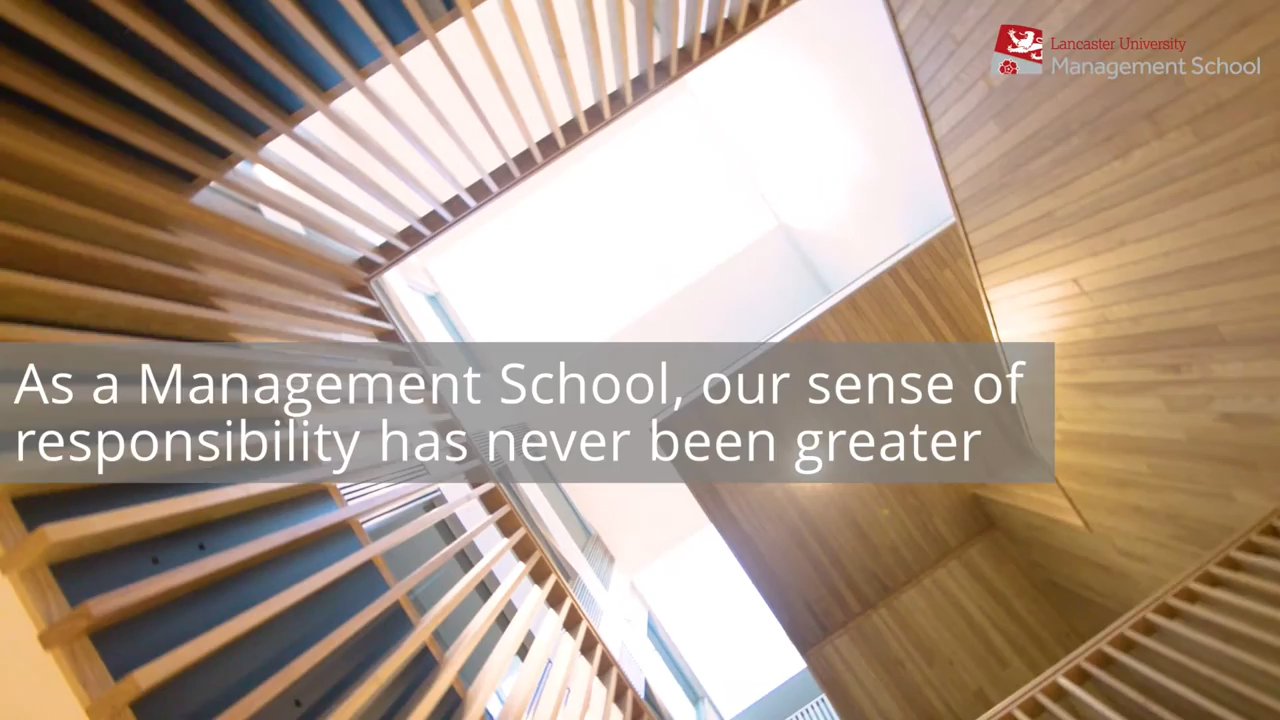 Lancaster University
Management School
As a Management School, our sense of
responsibility has never been greater